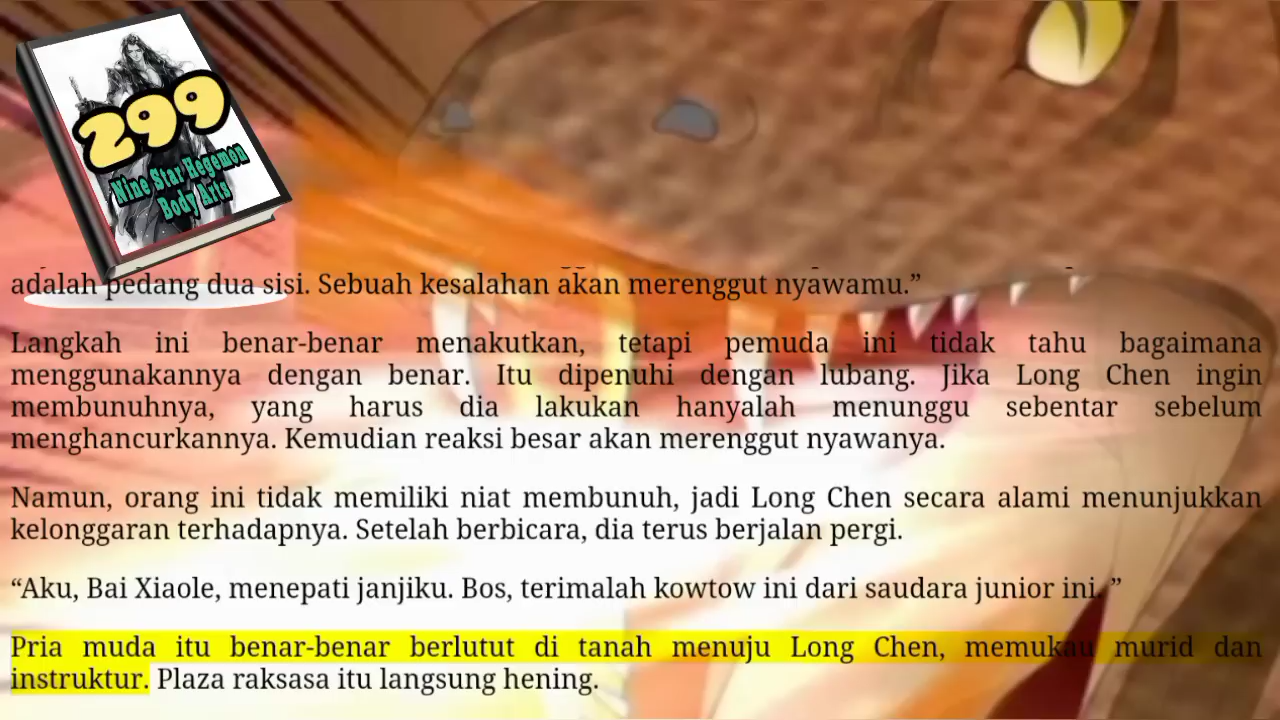 299
Nine Star Hegemon
Body Arts
adalah pedang dua sisi. Sebuah kesalahan akan merenggut nyawamu.”
Langkah ini benar-benar menakutkan, tetapi pemuda ini tidak tahu bagaimana
menggunakannya dengan benar. Itu dipenuhi dengan lubang. Jika Long Chen ingin
membunuhnya, yang harus dia lakukan hanyalah menunggu sebentar sebelum
menghancurkannya. Kemudian reaksi besar akan merenggut nyawanya.
Namun, orang ini tidak memiliki niat membunuh, jadi Long Chen secara alami menunjukkan
kelonggaran terhadapnya. Setelah berbicara, dia terus berjalan pergi.
“Aku, Bai Xiaole, menepati janjiku. Bos, terimalah kowtow ini dari saudara junior ini.”
Pria muda itu benar-benar berlutut di tanah menuju Long Chen, memukau murid dan
instruktur. Plaza raksasa itu langsung hening.